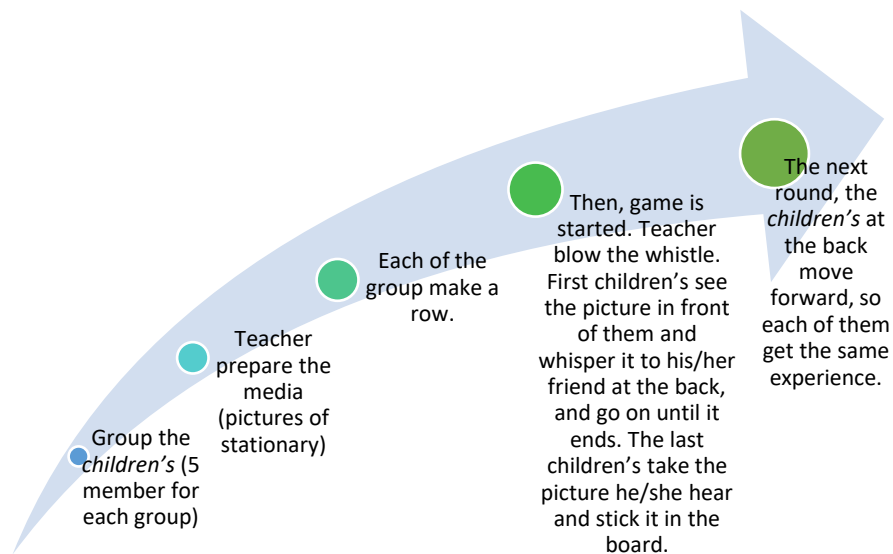 Group the
children's (5
member for
each group)
Teacher
prepare the
media
(pictures of
stationary)
Each of the
group make a
row.
Then, game is
started. Teacher
blow the whistle.
First children's see
the picture in front
of them and
whisper it to his/her
friend at the back,
and go on until it
ends. The last
children's take the
picture he/she hear
and stick it in the
board.
The next
round, the
children's at
the back
move
forward, so
each of them
get the same
experience.